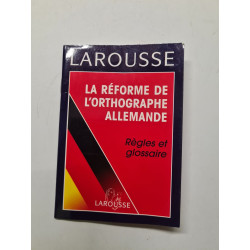 LAROUSSE
LA RÉFORME DE
L'ORTHOGRAPHE
ALLEMANDE
Règles et
glossaire
LAROUSSE